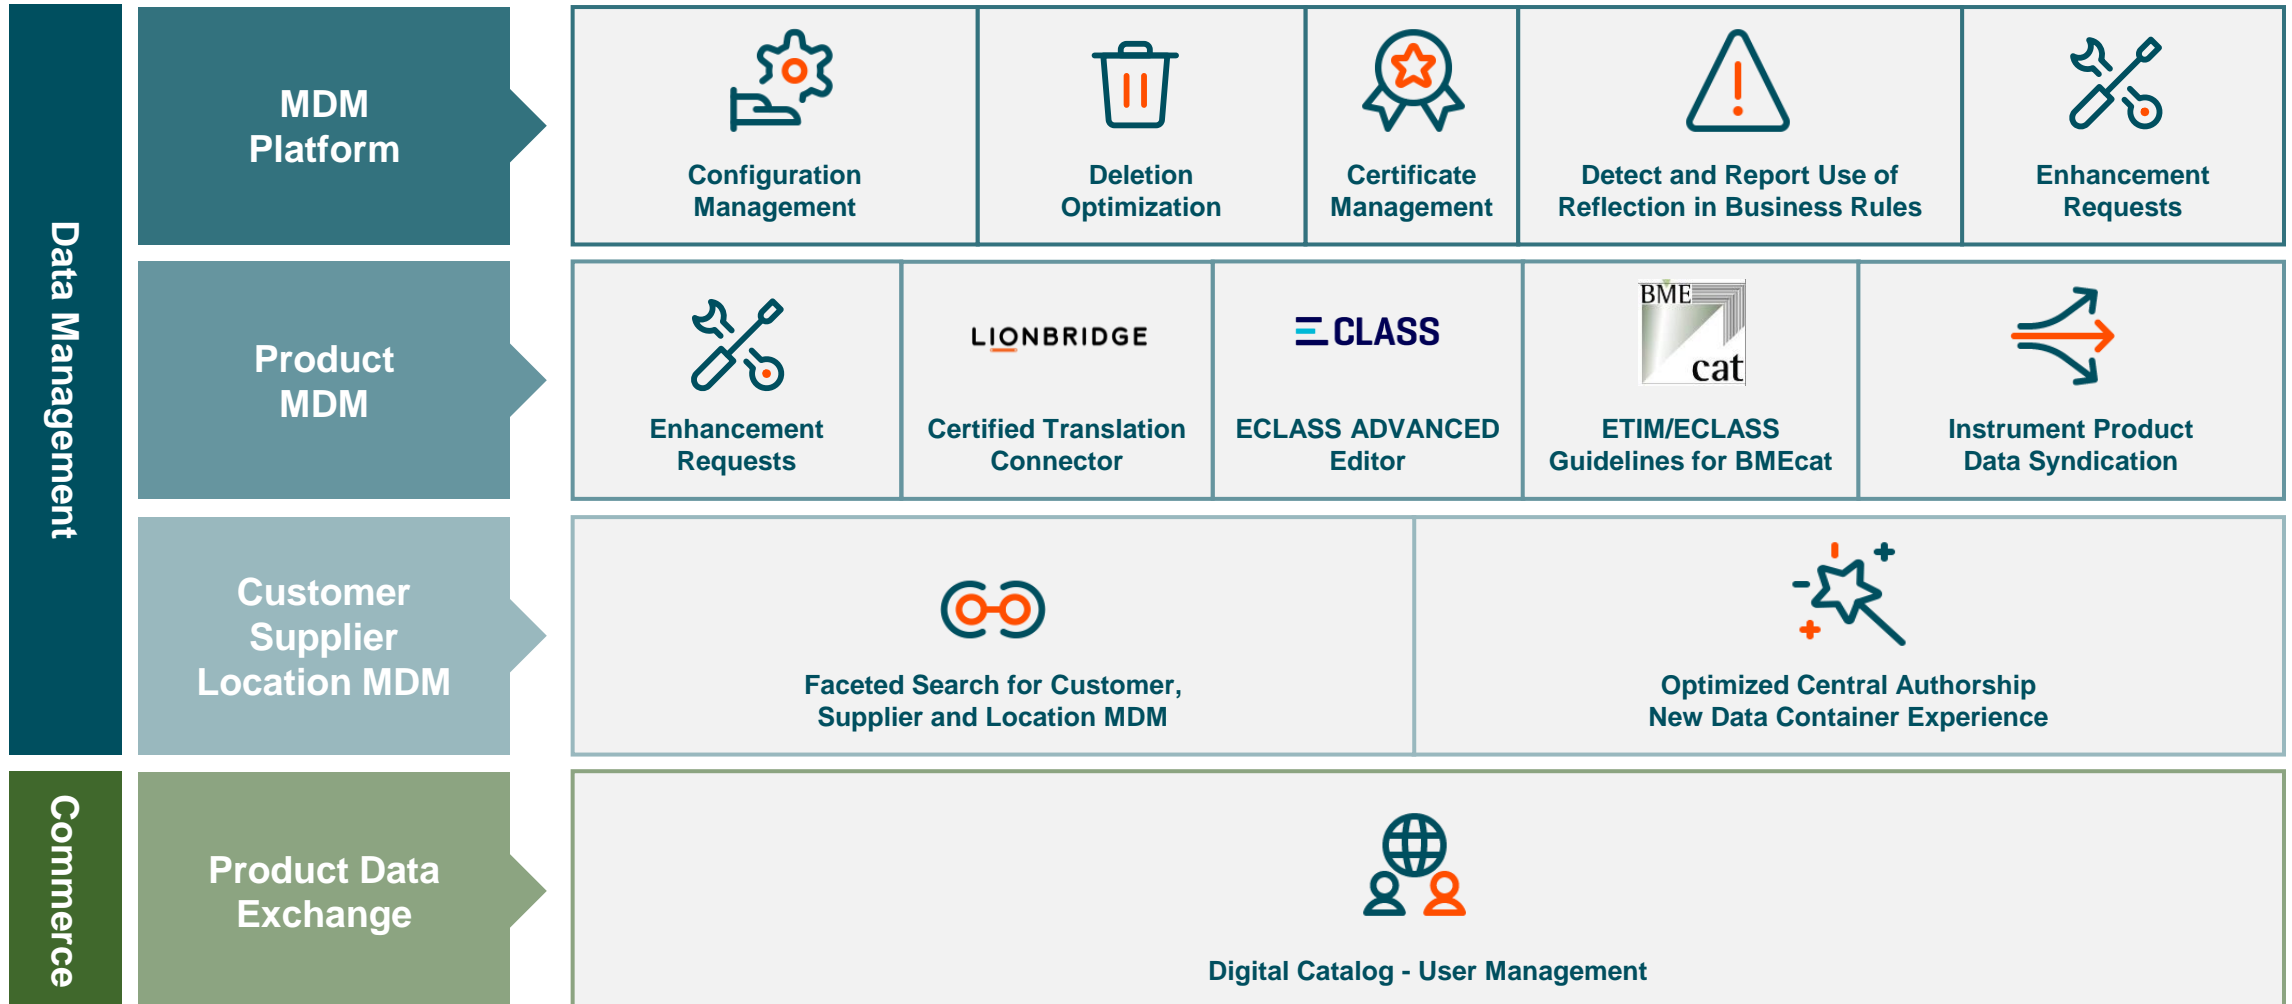 Data Management
MDM
Platform
Configuration
Management
Deletion
Optimization
Certificate
Management
Detect and Report Use of
Reflection in Business Rules
Enhancement
Requests
Product
MDM
Enhancement
Requests
LIONBRIDGE
Certified Translation
Connector
ECLASS
ECLASS ADVANCED
Editor
BME
cat
ETIM/ECLASS
Guidelines for BMEcat
Instrument Product
Data Syndication
Customer
Supplier
Location MDM
Faceted Search for Customer,
Supplier and Location MDM
Optimized Central Authorship
New Data Container Experience
Commerce
Product Data
Exchange
Digital Catalog - User Management